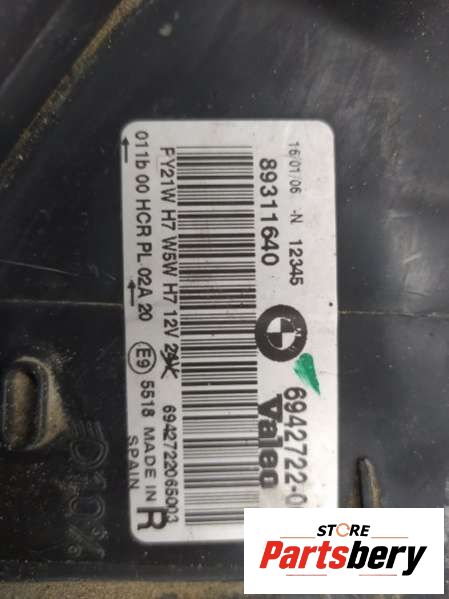 16/01/06 -N 12345
89311640
6942722-0
Valeo
PY21W H7 W5W H7 12V
6942722065003
011b 00 HCR PL 02A 20
E9 5518 MADE IN
SPAIN
R
STORE
Partsbery